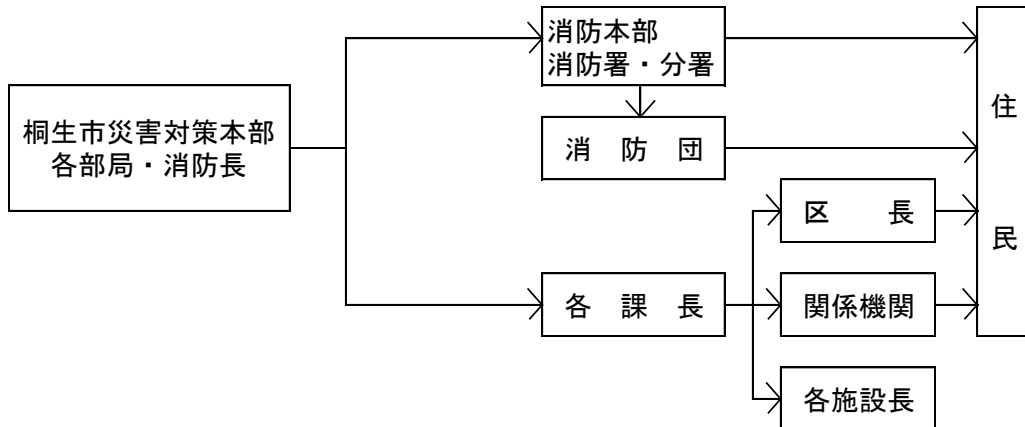 桐生市災害対策本部
各部局・消防長
消防本部
消防署・分署
消防団
各課長
区長
関係機関
各施設長
住民